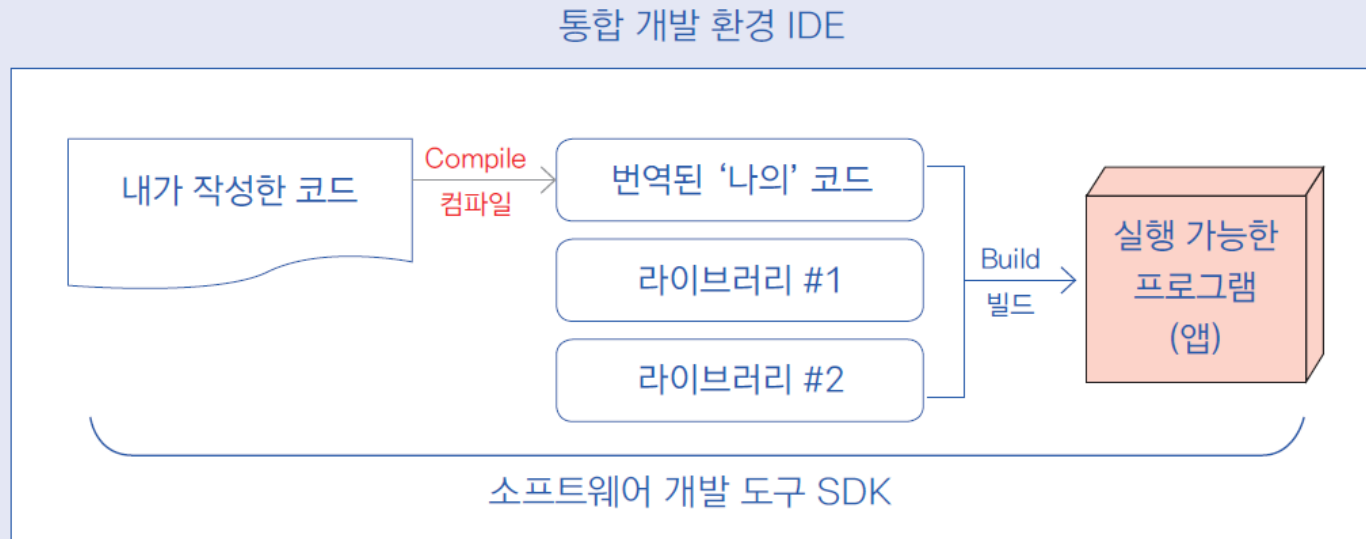 통합 개발 환경 IDE
내가 작성한 코드
Compile
컴파일
번역된 ‘나의’ 코드
라이브러리 #1
라이브러리 #2
Build
빌드
실행 가능한
프로그램
(앱)
소프트웨어 개발 도구 SDK